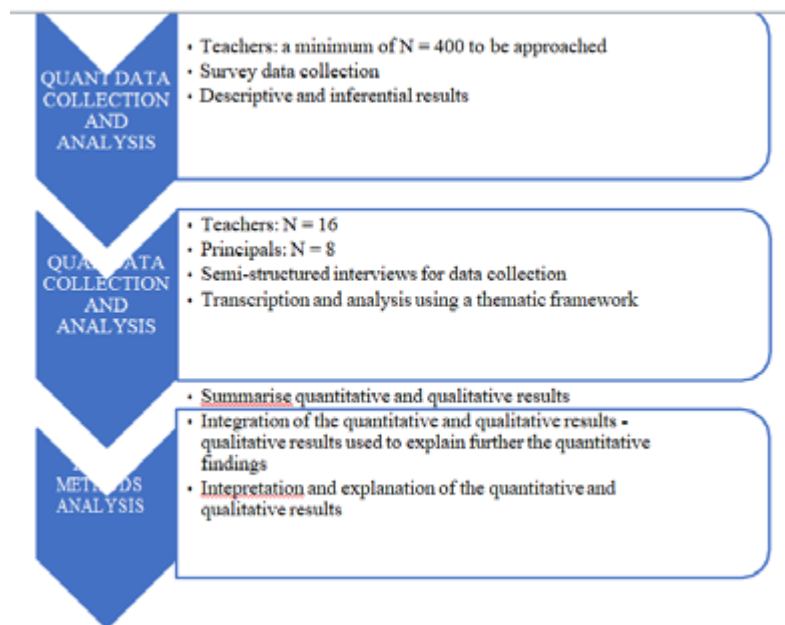 QUANT DATA
COLLECTION
AND
ANALYSIS
• Teachers: a minimum of N = 400 to be approached
• Survey data collection
• Descriptive and inferential results
COLLECTION
AND
ANALYSIS
• Teachers: N = 16
• Principals: N = 8
• Semi-structured interviews for data collection
• Transcription and analysis using a thematic framework
METHODS
ANALYSIS
• Summarise quantitative and qualitative results
• Integration of the quantitative and qualitative results -
qualitative results used to explain further the quantitative
findings
• Intepretation and explanation of the quantitative and
qualitative results